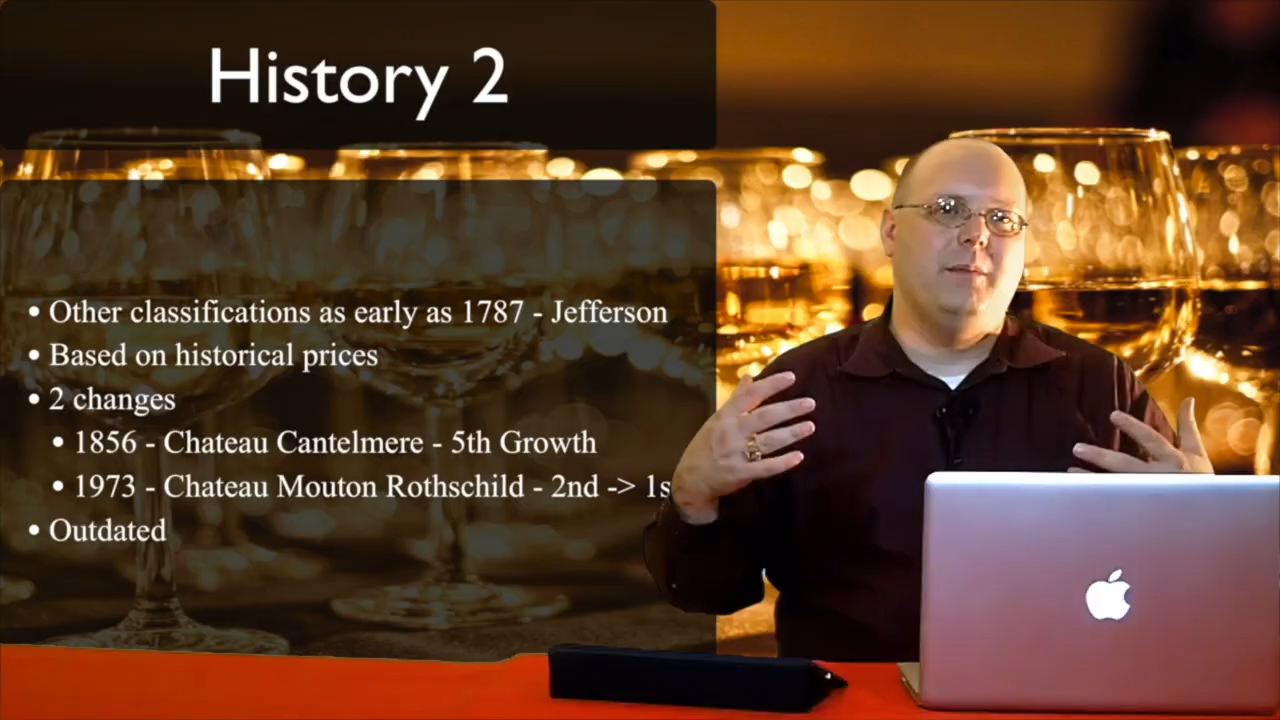 History 2
• Other classifications as early as 1787 - Jefferson
• Based on historical prices
• 2 changes
• 1856 - Chateau Cantelmere - 5th Growth
• 1973 - Chateau Mouton Rothschild - 2nd -> 1s
• Outdated